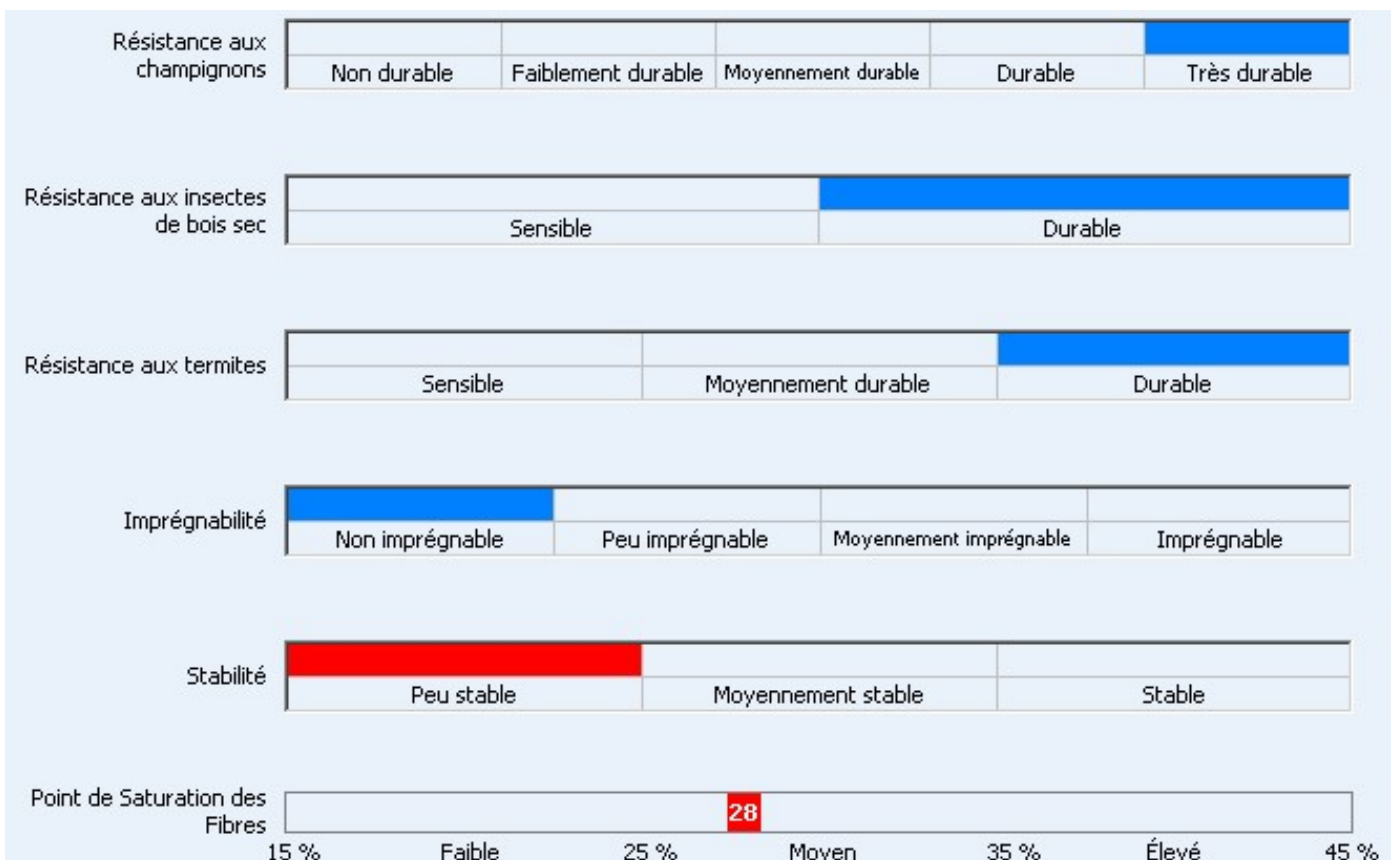 Résistance aux
champignons
Non durable Faiblement durable Moyennement durable Durable Très durable
Résistance aux insectes
de bois sec
Sensible Durable
Résistance aux termites
Sensible Moyennement durable Durable
Imprégnabilité
Non imprégnable Peu imprégnable Moyennement imprégnable Imprégnable
Stabilité
Peu stable Moyennement stable Stable
Point de Saturation des
Fibres
28
15 % Faible 25 % Moyen 35 % Élevé 45 %